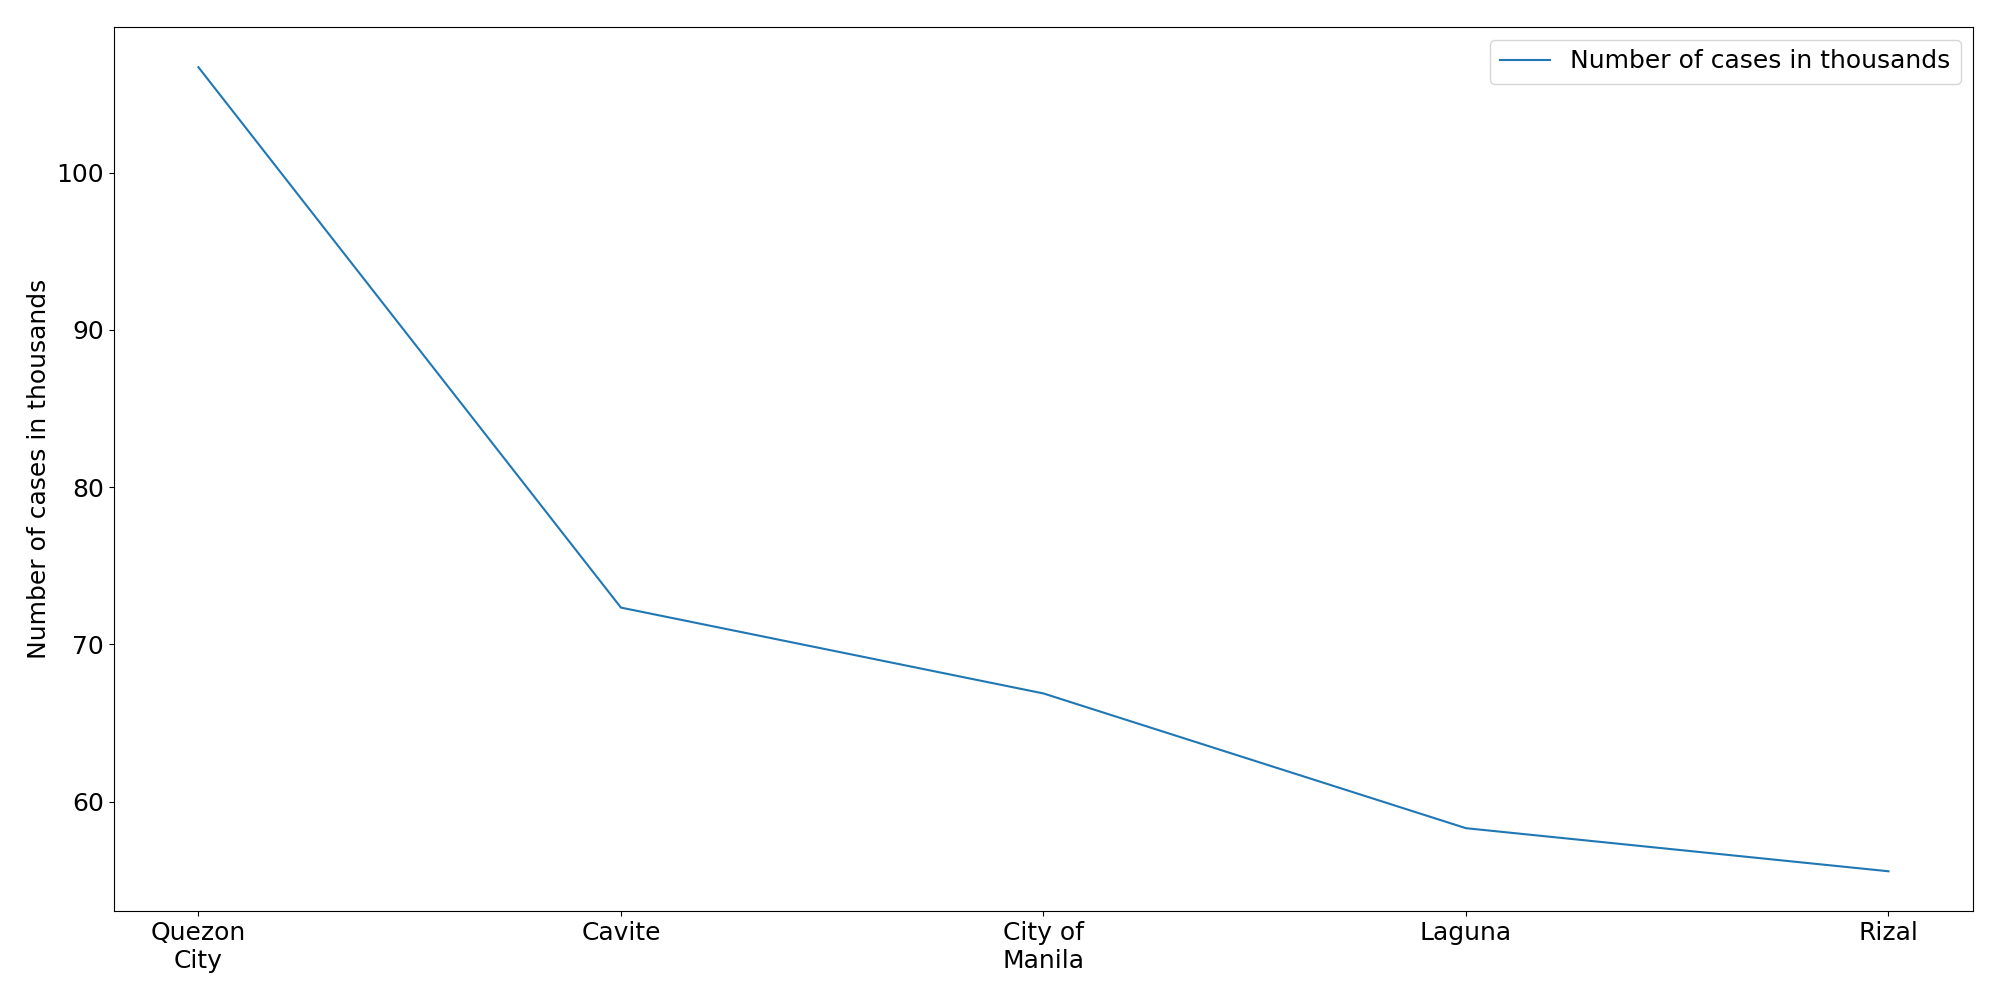 Number of cases in thousands
Number of cases in thousands
100
90
80
70
60
Quezon
City
Cavite
City of
Manila
Laguna
Rizal